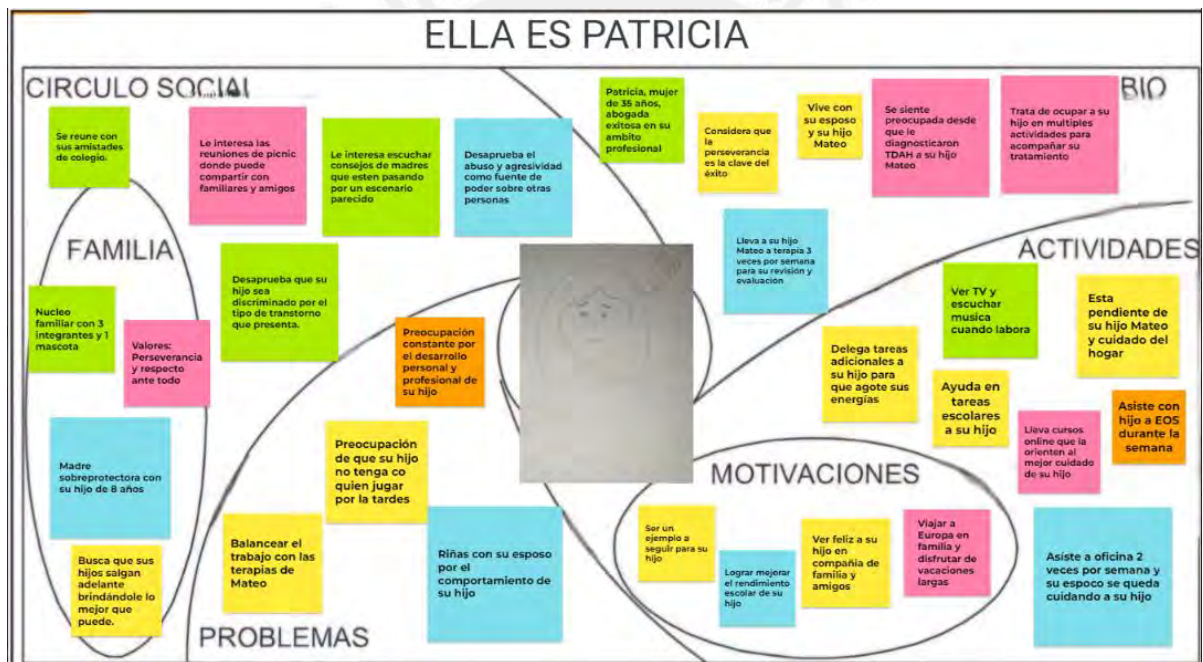 ELLA ES PATRICIA
CIRCULO SOCIAL
Se reune con
sus amistades
de colegio.
Le interesa las
reuniones de picnic
donde puede
compartir con
familiares y amigos
Le interesa escuchar
consejos de madres
que esten pasando
por un escenario
parecido
Desaprueba el
abuso y agresividad
como fuente de
poder sobre otras
personas
Desaprueba que su
hijo sea
discriminado por el
tipo de transtorno
que presenta.
FAMILIA
Nucleo
familiar con 3
integrantes y 1
mascota
Valores:
Perseverancia
y respecto
ante todo
Madre
sobreprotectora con
su hijo de 8 años
Busca que sus
hijos salgan
adelante
brindándole lo
mejor que
puede.
BIO
Patricia, mujer
de 35 años,
abogada
exitosa en su
ambito
profesional
Considera que
la
perseverancia
es la clave del
éxito
Vive con
su esposo
y su hijo
Mateo
Se siente
preocupada desde
que le
diagnosticaron
TDAH a su hijo
Mateo
Trata de ocupar a su
hijo en multiples
actividades para
acompañar su
tratamiento
Lleva a su hijo
Mateo a terapia 3
veces por semana
para su revisión y
evaluación
ACTIVIDADES
Ver TV y
escuchar
musica
cuando labora
Esta
pendiente de
su hijo Mateo
y cuidado del
hogar
Delega tareas
adicionales a
su hijo para
que agote sus
energías
Ayuda en
tareas
escolares
a su hijo
Lleva cursos
online que la
orienten al
mejor cuidado
de su hijo
Asiste con
hijo a EOS
durante la
semana
Asíste a oficina 2
veces por semana y
su espoco se queda
cuidando a su hijo
PROBLEMAS
Preocupación
constante por el
desarrollo
personal y
profesional de
su hijo
Preocupación
de que su hijo
no tenga co
quien jugar
por la tardes
Balancear el
trabajo con las
terapias de
Mateo
Riñas con su esposo
por el
comportamiento de
su hijo
MOTIVACIONES
Ser un
ejemplo a
seguir para su
hijo
Lograr mejorar
el rendimiento
escolar de su
hijo
Ver feliz a su
hijo en
compañia de
familia y
amigos
Viajar a
Europa en
familia y
disfrutar de
vacaciones
largas